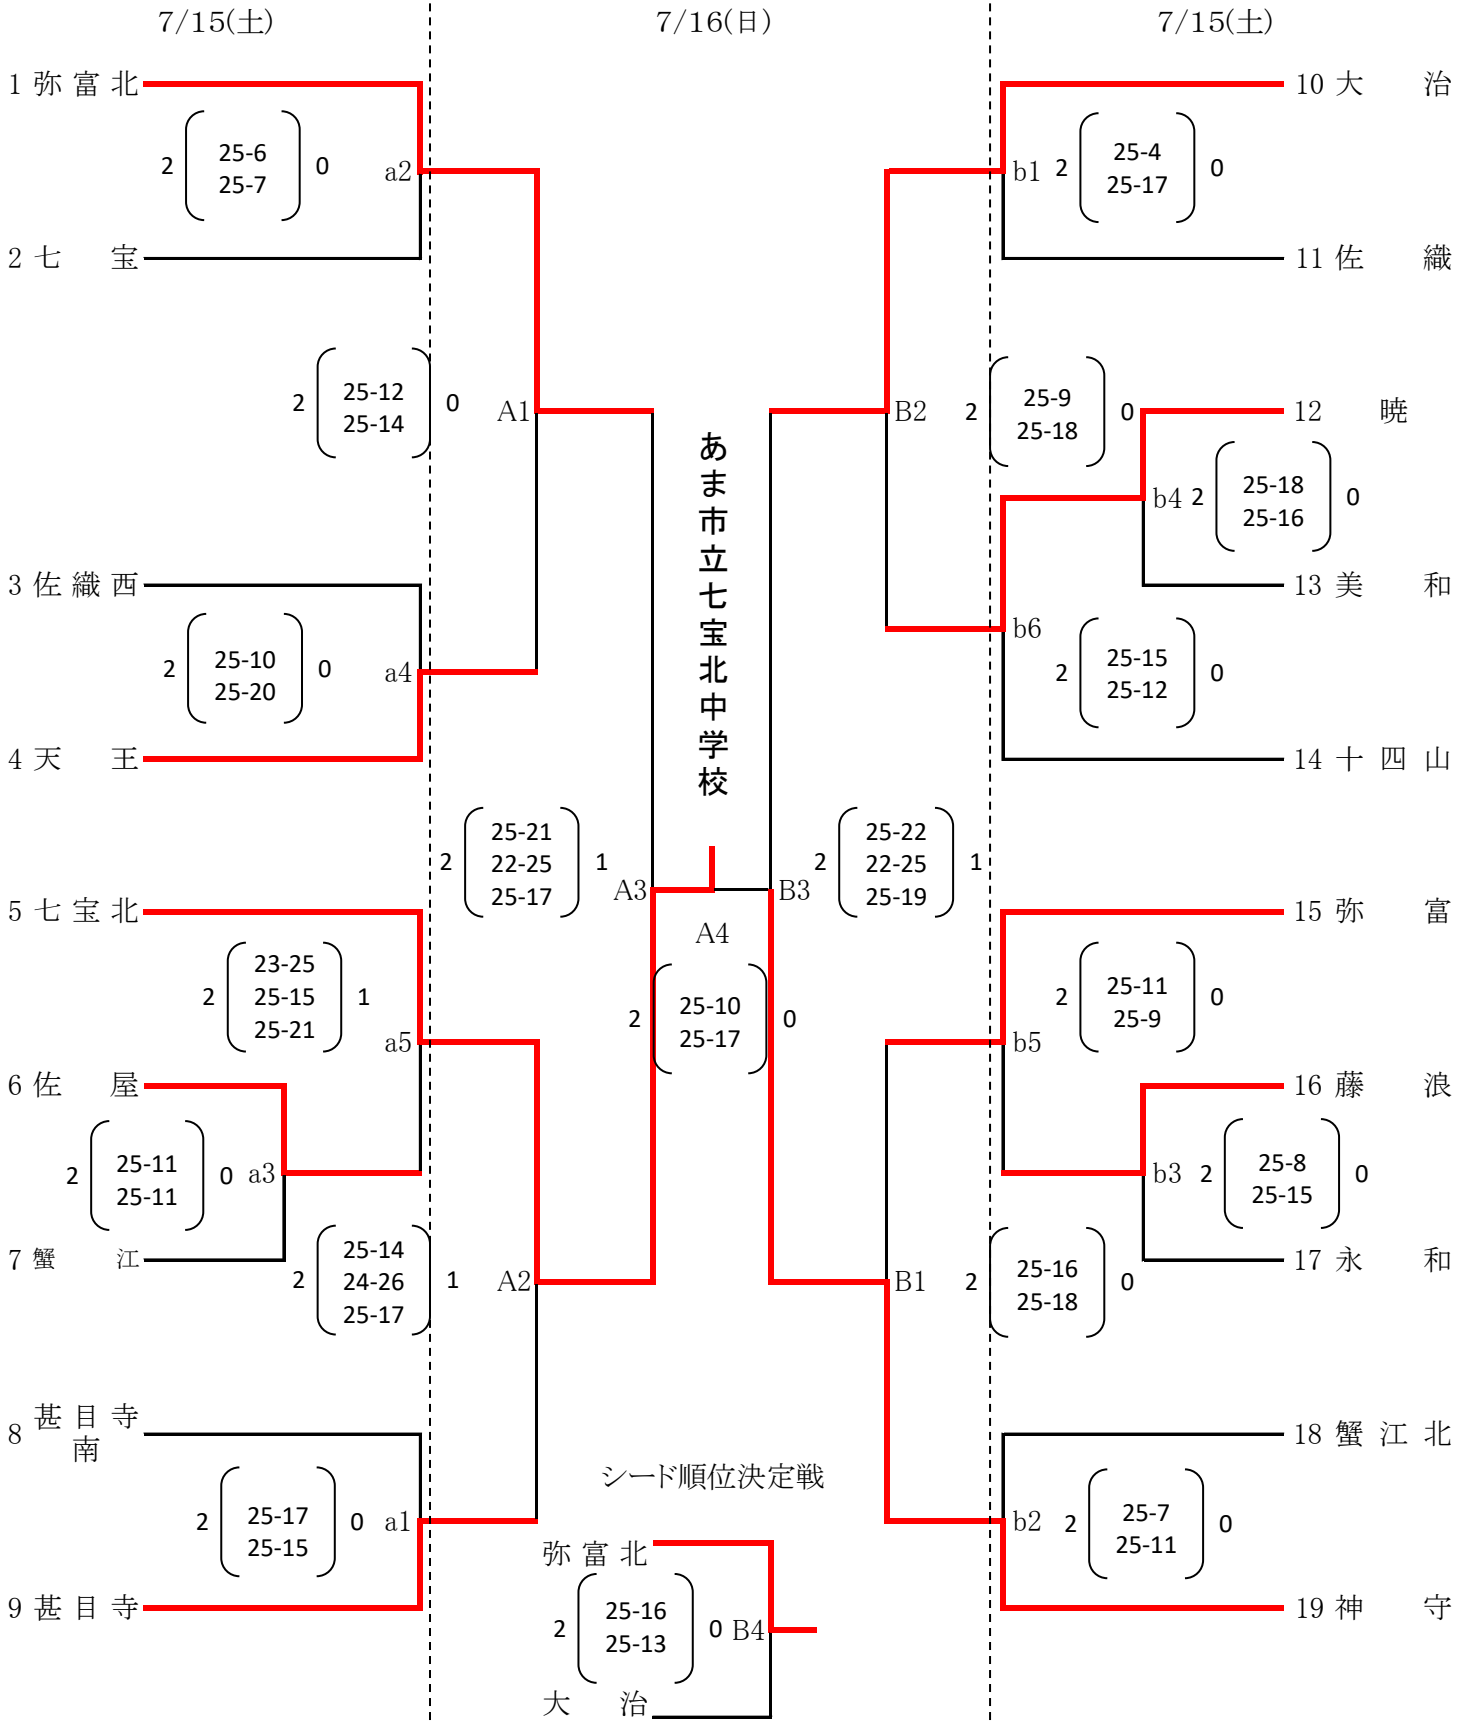 7/15(土)
7/16(日)
7/15(土)
1 弥富北
2 25-6 0
25-7
a2
2 七宝
2 25-12 0
25-14
A1
3 佐織西
2 25-10 0
25-20
a4
4 天王
2 25-21 1
22-25
25-17
A3
5 七宝北
2 23-25 1
25-15
25-21
a5
6 佐屋
2 25-11 0
25-11
a3
7 蟹江
2 25-14 1
24-26
25-17
A2
8 甚目寺南
2 25-17 0
25-15
a1
9 甚目寺
あま市立七宝北中学校
A4
2 25-10 0
25-17
シード順位決定戦
弥富北
2 25-16 0
25-13
B4
大治
10 大治
b1 2 25-4 0
25-17
11 佐織
B2 2 25-9 0
25-18
12 暁
b4 2 25-18 0
25-16
13 美和
b6
2 25-15 0
25-12
14 十四山
B3 2 25-22 1
22-25
25-19
15 弥富
2 25-11 0
25-9
b5
16 藤浪
b3 2 25-8 0
25-15
17 永和
B1 2 25-16 0
25-18
18 蟹江北
b2 2 25-7 0
25-11
19 神守